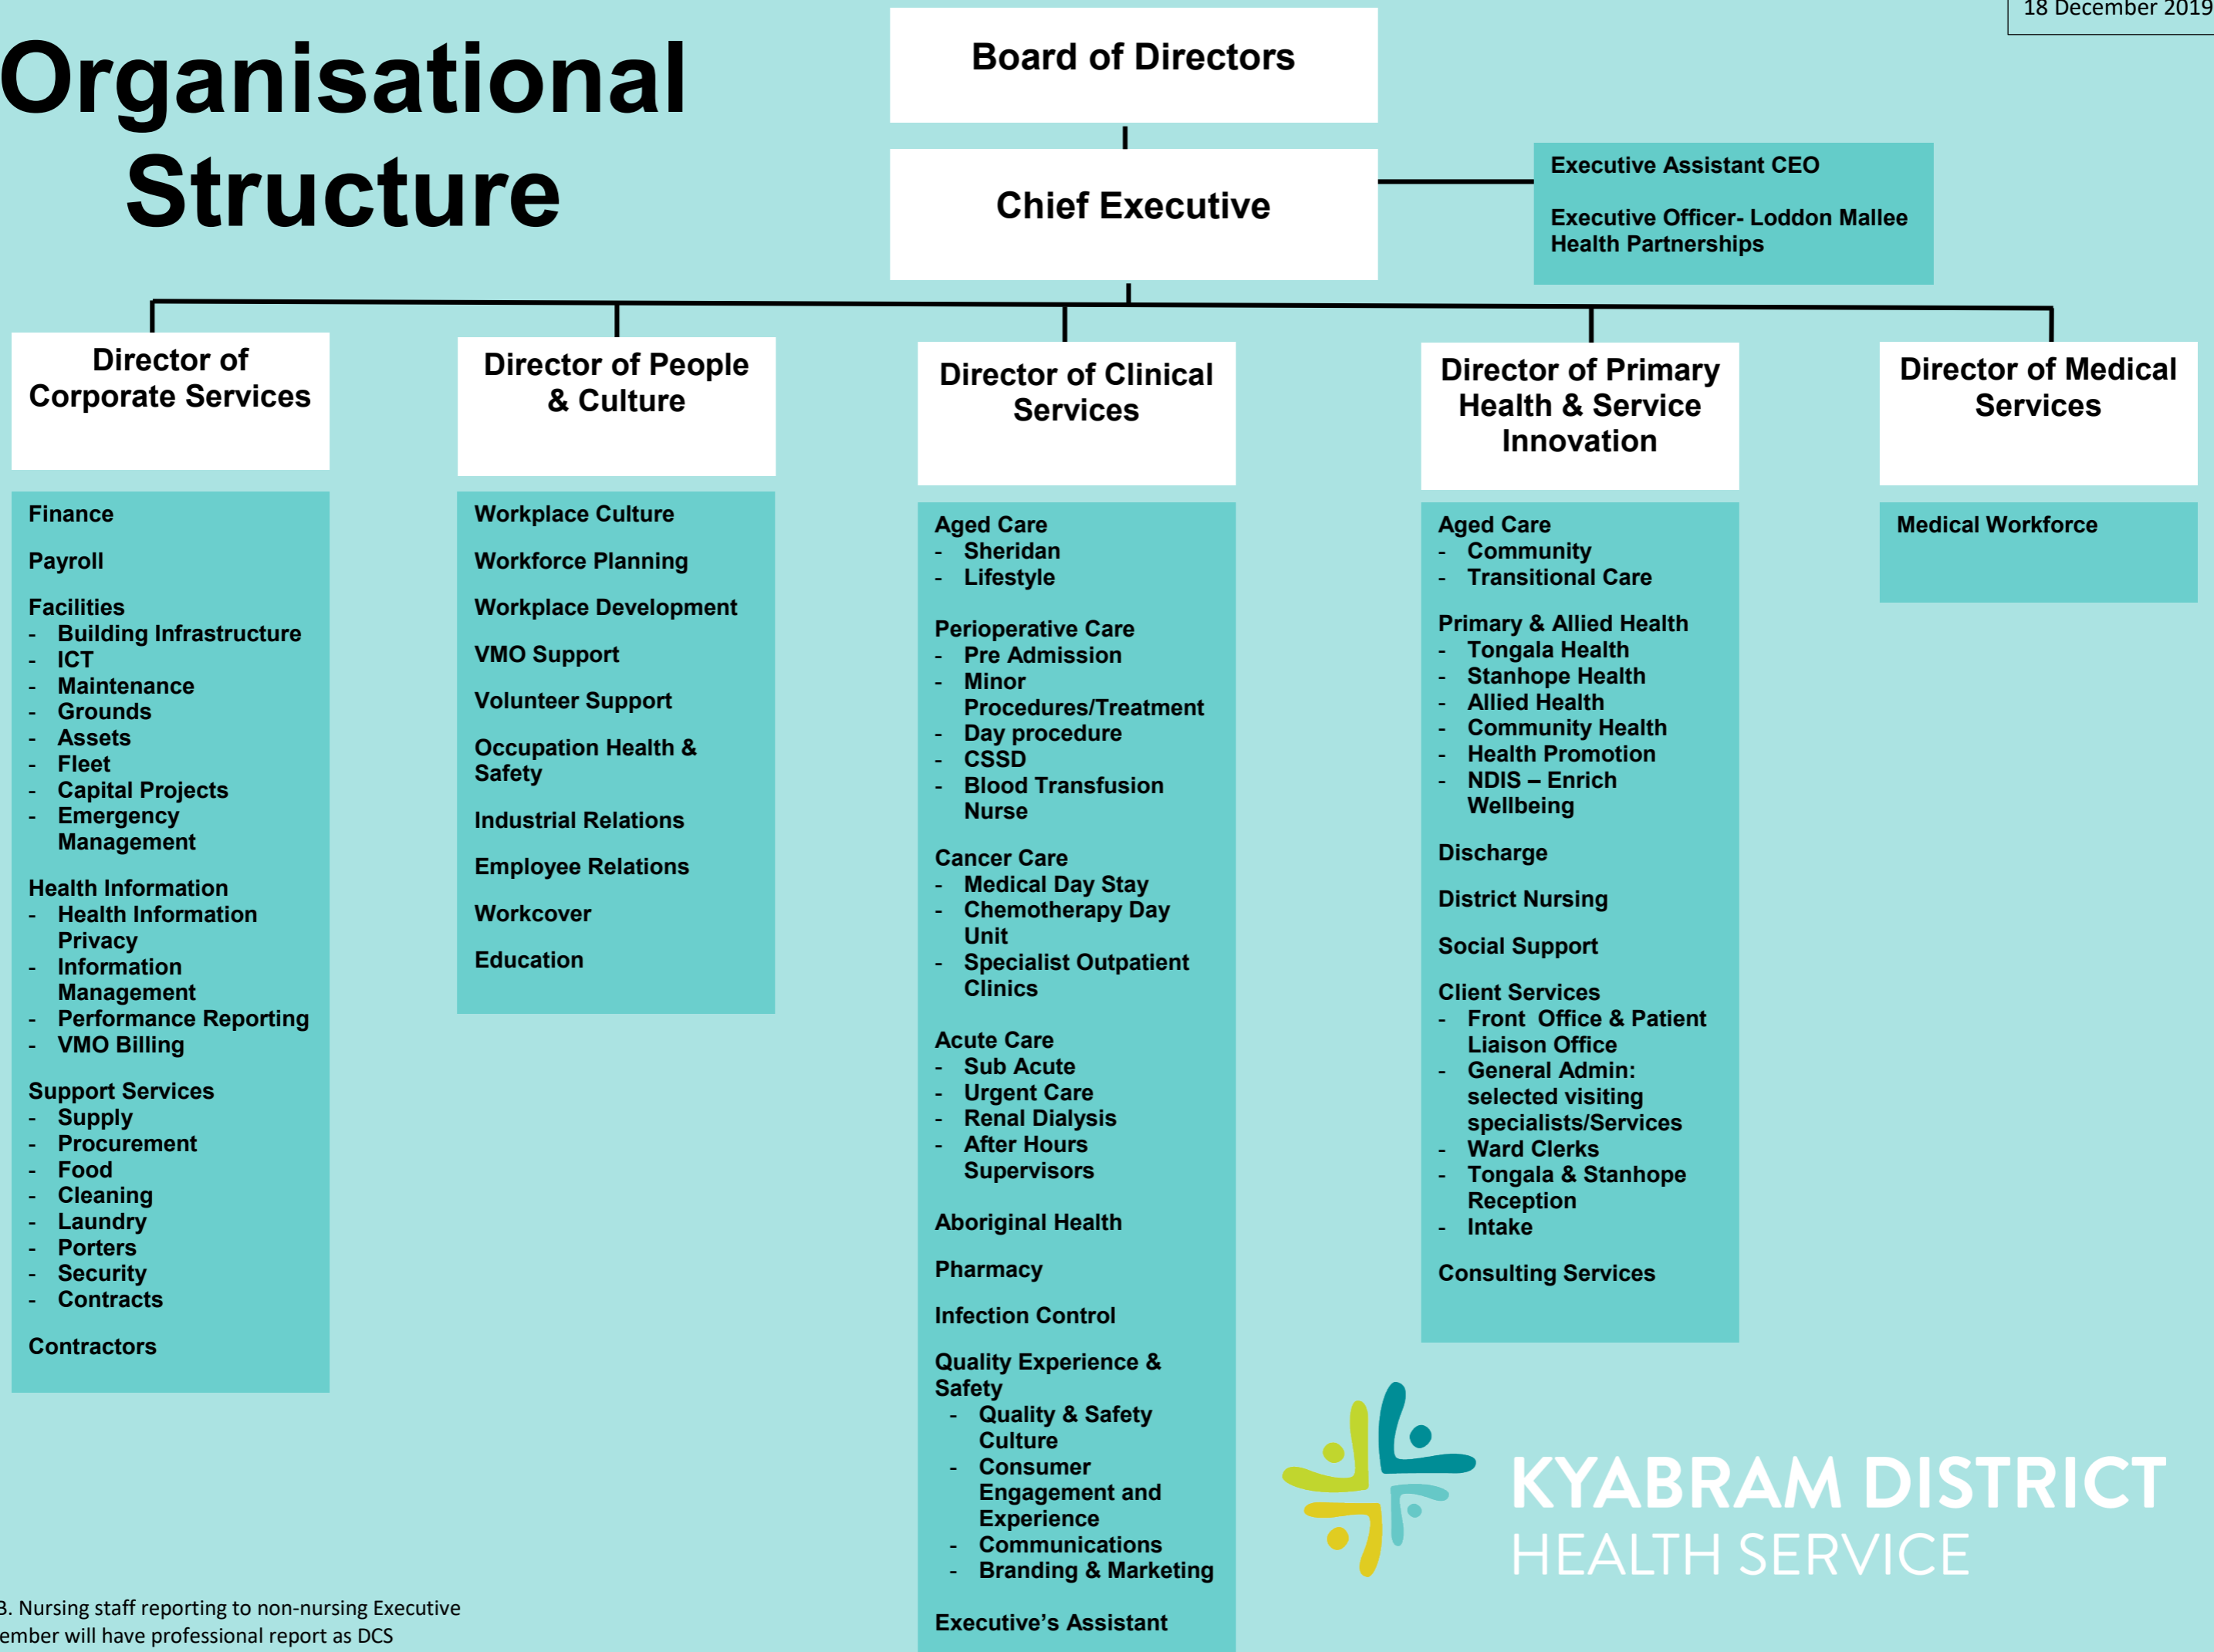 18 December 2019
Organisational
Structure
Board of Directors
Chief Executive
Executive Assistant CEO
Executive Officer- Loddon Mallee
Health Partnerships
Director of
Corporate Services
Finance
Payroll
Facilities
- Building Infrastructure
- ICT
- Maintenance
- Grounds
- Assets
- Fleet
- Capital Projects
- Emergency
Management
Health Information
- Health Information
Privacy
- Information
Management
- Performance Reporting
- VMO Billing
Support Services
- Supply
- Procurement
- Food
- Cleaning
- Laundry
- Porters
- Security
- Contracts
Contractors
Director of People
& Culture
Workplace Culture
Workforce Planning
Workplace Development
VMO Support
Volunteer Support
Occupation Health &
Safety
Industrial Relations
Employee Relations
Workcover
Education
Director of Clinical
Services
Aged Care
- Sheridan
- Lifestyle
Perioperative Care
- Pre Admission
- Minor
Procedures/Treatment
- Day procedure
- CSSD
- Blood Transfusion
Nurse
Cancer Care
- Medical Day Stay
- Chemotherapy Day
Unit
- Specialist Outpatient
Clinics
Acute Care
- Sub Acute
- Urgent Care
- Renal Dialysis
- After Hours
Supervisors
Aboriginal Health
Pharmacy
Infection Control
Quality Experience &
Safety
- Quality & Safety
Culture
- Consumer
Engagement and
Experience
- Communications
- Branding & Marketing
Executive's Assistant
Director of Primary
Health & Service
Innovation
Aged Care
- Community
- Transitional Care
Primary & Allied Health
- Tongala Health
- Stanhope Health
- Allied Health
- Community Health
- Health Promotion
- NDIS – Enrich
Wellbeing
Discharge
District Nursing
Social Support
Client Services
- Front Office & Patient
Liaison Office
- General Admin:
selected visiting
specialists/Services
- Ward Clerks
- Tongala & Stanhope
Reception
- Intake
Consulting Services
Director of Medical
Services
Medical Workforce
KYABRAM DISTRICT
HEALTH SERVICE
Nursing staff reporting to non-nursing Executive
ember will have professional report as DCS